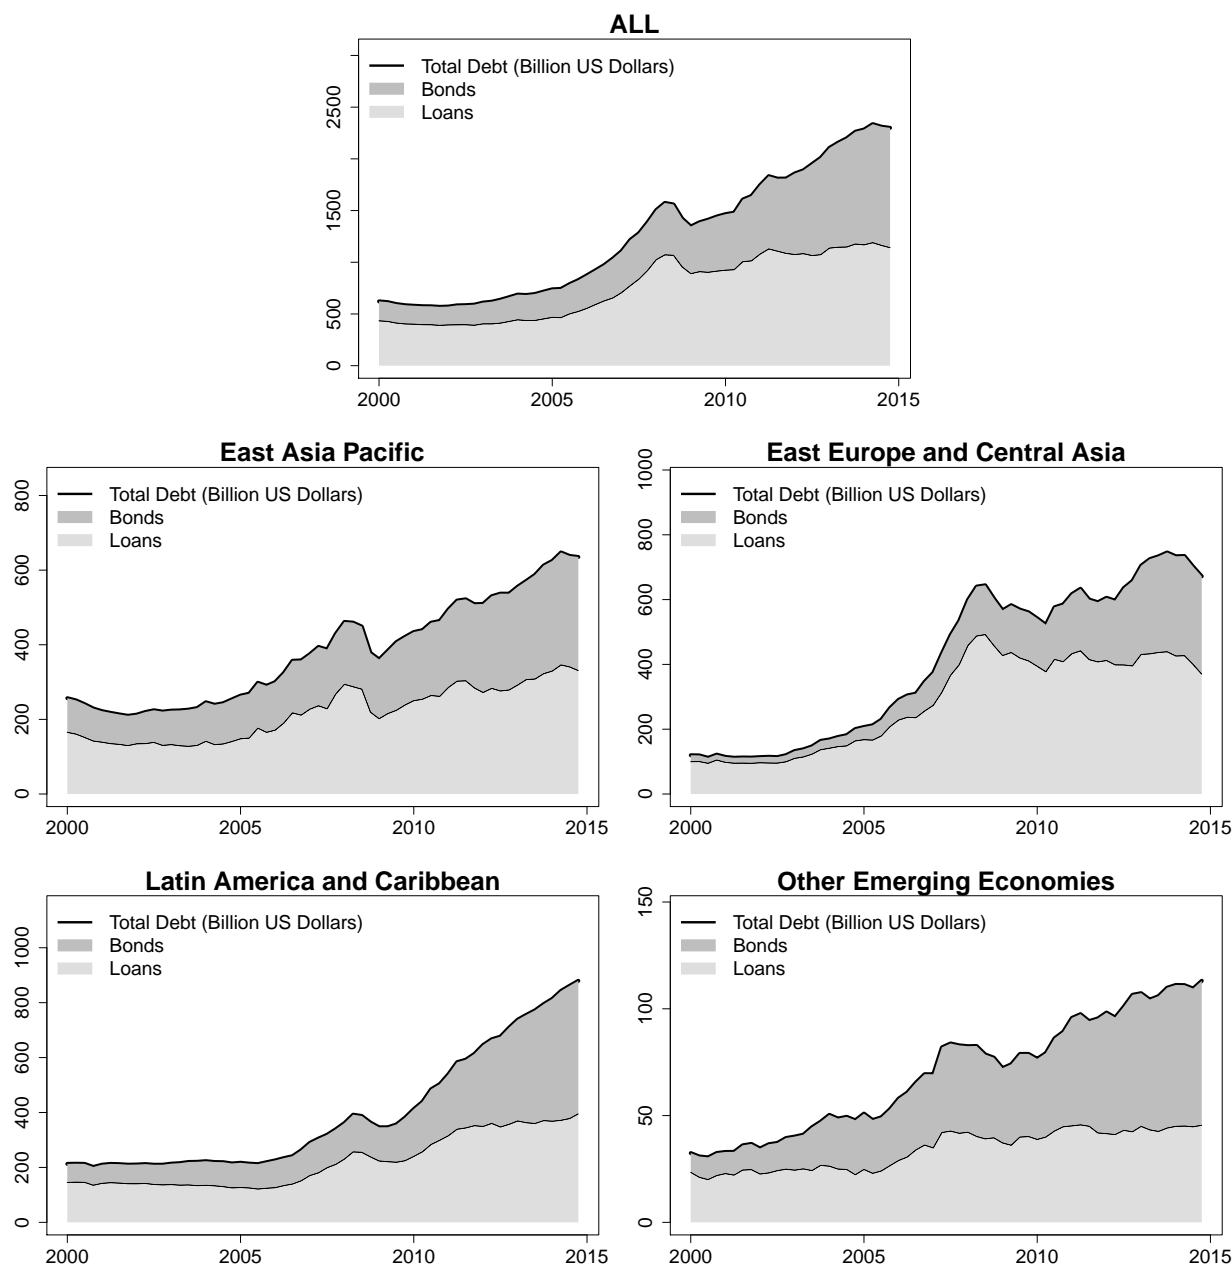 ALL
Total Debt (Billion US Dollars)
Bonds
Loans
2500
1500
500
0
2000 2005 2010 2015
East Asia Pacific
Total Debt (Billion US Dollars)
Bonds
Loans
800
600
400
200
0
2000 2005 2010 2015
East Europe and Central Asia
Total Debt (Billion US Dollars)
Bonds
Loans
1000
800
600
400
200
0
2000 2005 2010 2015
Latin America and Caribbean
Total Debt (Billion US Dollars)
Bonds
Loans
1000
800
600
400
200
0
2000 2005 2010 2015
Other Emerging Economies
Total Debt (Billion US Dollars)
Bonds
Loans
150
100
50
0
2000 2005 2010 2015